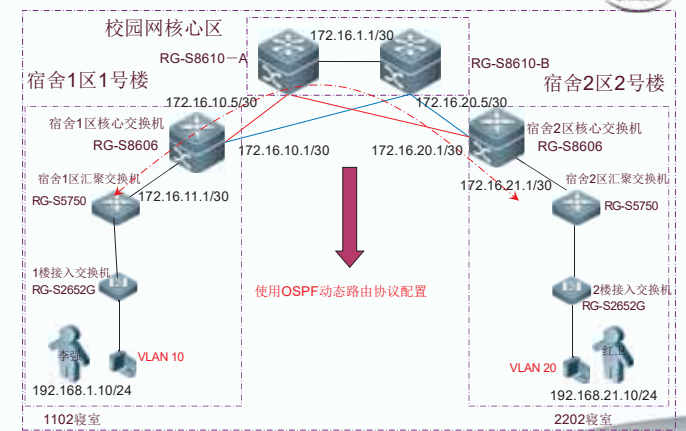 校园网核心区
172.16.1.1/30
RG-S8610－A
RG-S8610-B
宿舍1区1号楼
宿舍2区2号楼
172.16.10.5/30
172.16.20.5/30
宿舍1区核心交换机
RG-S8606
宿舍2区核心交换机
RG-S8606
172.16.10.1/30
172.16.20.1/30
宿舍1区汇聚交换机
RG-S5750
172.16.11.1/30
172.16.21.1/30
宿舍2区汇聚交换机
RG-S5750
1楼接入交换机
RG-S2652G
使用OSPF动态路由协议配置
2楼接入交换机
RG-S2652G
李强
VLAN 10
192.168.1.10/24
VLAN 20
红卫
192.168.21.10/24
1102寝室
2202寝室